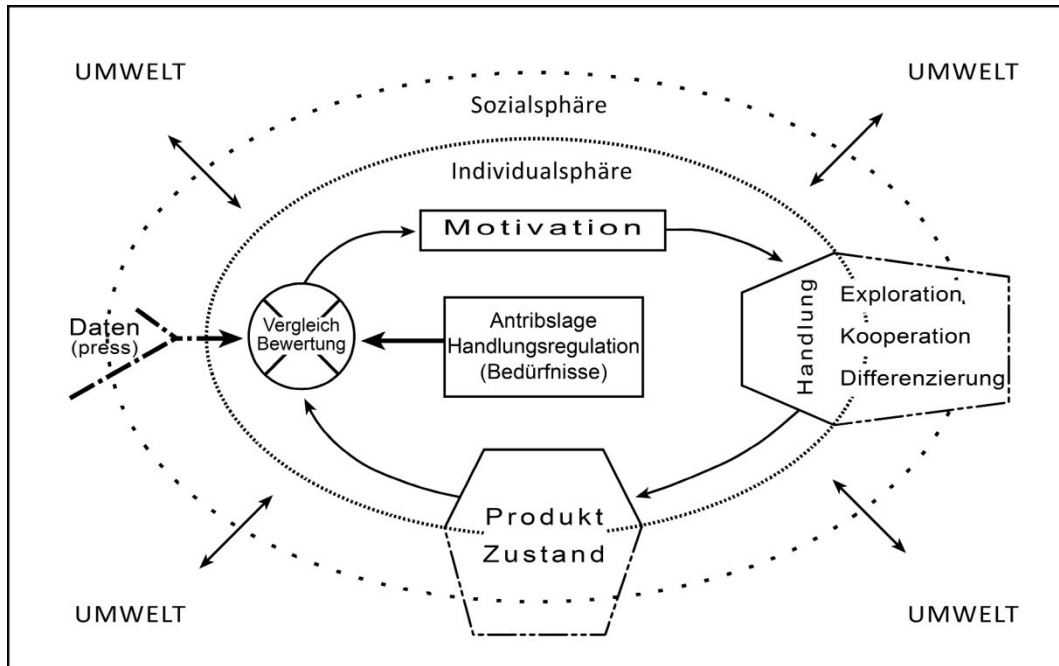 UMWELT
UMWELT
Sozialsphäre
Individualsphäre
Motivation
Daten
(press)
Vergleich
Bewertung
Antribslage
Handlungsregulation
(Bedürfnisse)
Handlung
Exploration
Kooperation
Differenzierung
Produkt
Zustand
UMWELT
UMWELT